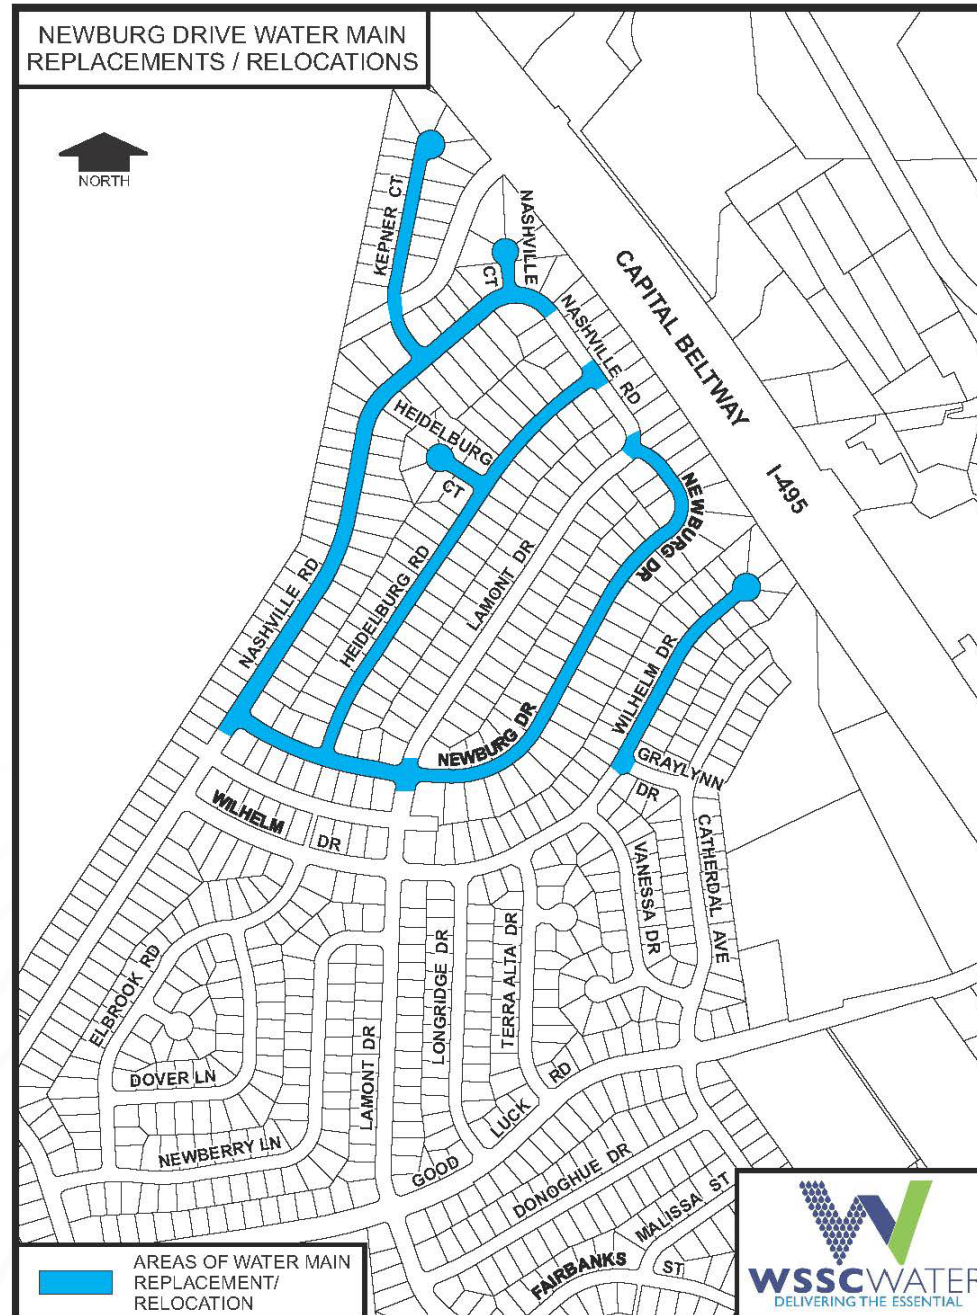 NEWBURG DRIVE WATER MAIN
REPLACEMENTS / RELOCATIONS
NORTH
KEPNER CT
NASHVILLE
CT
CAPITAL BELTWAY
I-495
NASHVILLE RD
HEIDELBURG
CT
NEWBURG DR
LAMONT DR
HEIDELBURG RD
NASHVILLE RD
WILHELM DR
NEWBURG DR
GRAYLYNN
DR
WILHELM
DR
CATHERDAL AVE
VANESSA DR
TERRA ALTA DR
LONGRIDGE DR
ELBROOK RD
LAMONT DR
DOVER LN
NEWBERRY LN
GOOD LUCK RD
DONOGHUE DR
MALISSA ST
FAIRBANKS ST
AREAS OF WATER MAIN
REPLACEMENT/
RELOCATION
WSSCWATER
DELIVERING THE ESSENTIAL